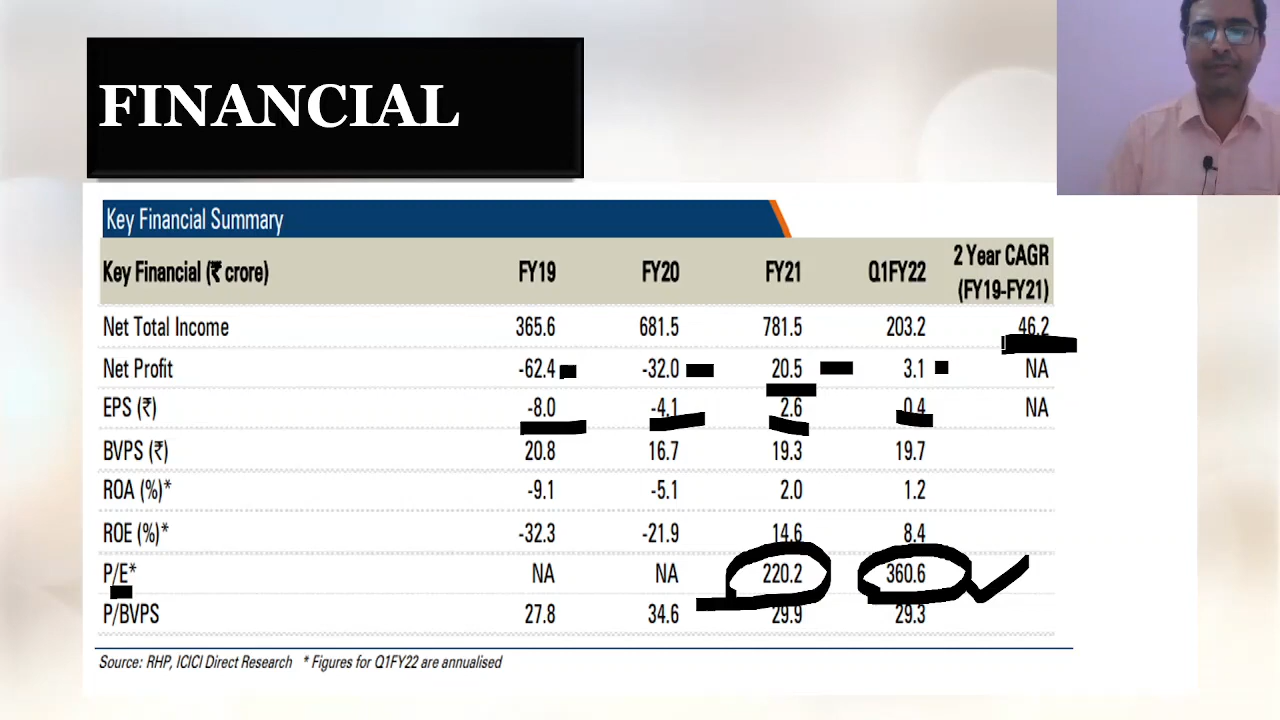 FINANCIAL
Key Financial Summary
Key Financial (₹ crore) FY19 FY20 FY21 Q1FY22 2 Year CAGR (FY19-FY21)
Net Total Income 365.6 681.5 781.5 203.2 46.2
Net Profit -62.4 -32.0 20.5 3.1 NA
EPS (₹) -8.0 -4.1 2.6 0.4 NA
BVPS (₹) 20.8 16.7 19.3 19.7
ROA (%)* -9.1 -5.1 2.0 1.2
ROE (%)* -32.3 -21.9 14.6 8.4
P/E* NA NA 220.2 360.6
P/BVPS 27.8 34.6 29.9 29.3
Source: RHP, ICICI Direct Research * Figures for Q1FY22 are annualised